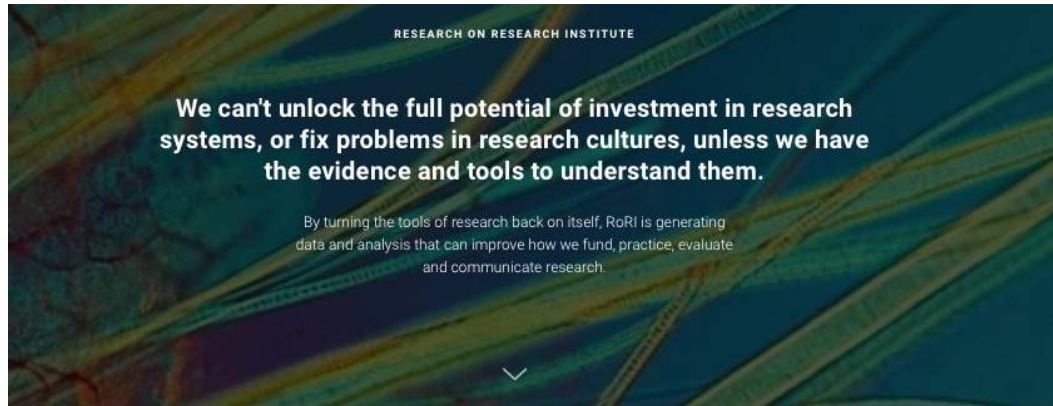 RESEARCH ON RESEARCH INSTITUTE
We can't unlock the full potential of investment in research
systems, or fix problems in research cultures, unless we have
the evidence and tools to understand them.
By turning the tools of research back on itself, RoRI is generating
data and analysis that can improve how we fund, practice, evaluate
and communicate research.